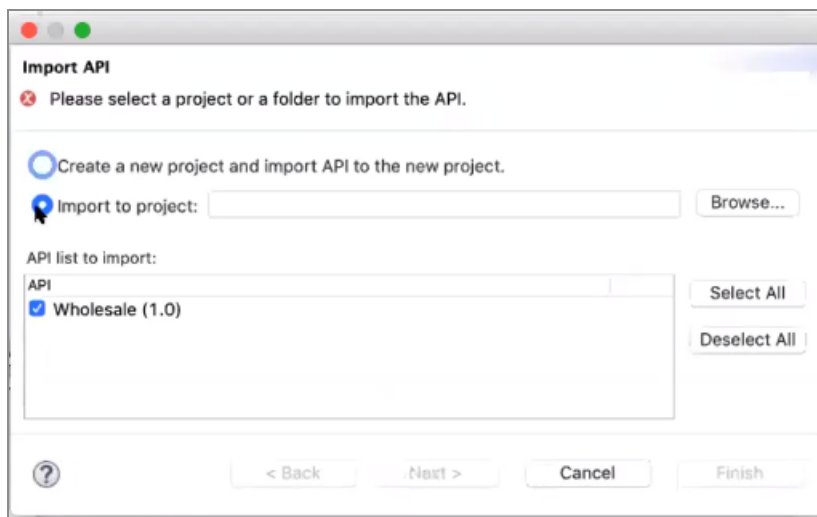 Import API
Please select a project or a folder to import the API.
Create a new project and import API to the new project.
Import to project:
Browse...
API list to import:
API
Select All
Wholesale (1.0)
Deselect All
?
< Back
Next >
Cancel
Finish